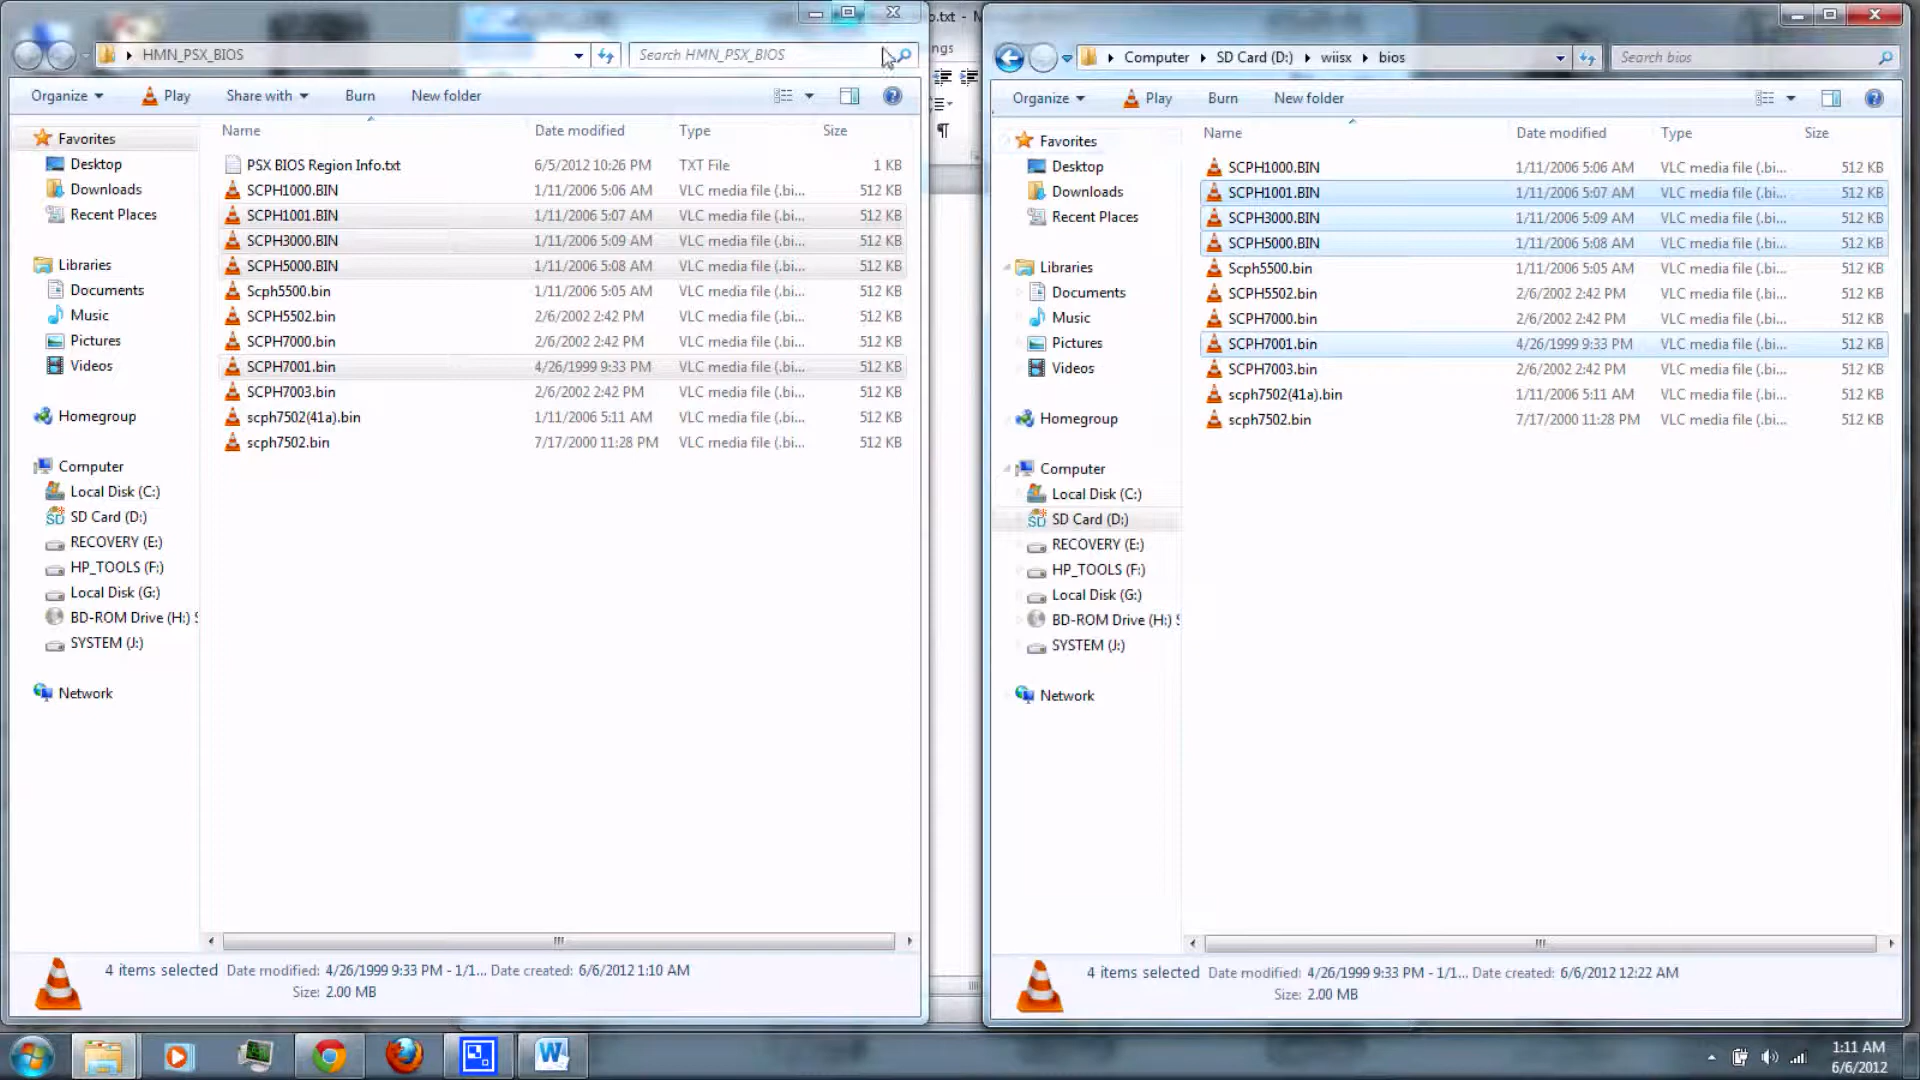 HMN_PSX_BIOS
Search HMN_PSX_BIOS
Organize
Play
Share with
Burn
New folder
Favorites
Desktop
Downloads
Recent Places
Libraries
Documents
Music
Pictures
Videos
Homegroup
Computer
Local Disk (C:)
SD Card (D:)
RECOVERY (E:)
HP_TOOLS (F:)
Local Disk (G:)
BD-ROM Drive (H:) S
SYSTEM (J:)
Network
Name Date modified Type Size
PSX BIOS Region Info.txt 6/5/2012 10:26 PM TXT File 1 KB
SCPH1000.BIN 1/11/2006 5:06 AM VLC media file (.bi... 512 KB
SCPH1001.BIN 1/11/2006 5:07 AM VLC media file (.bi... 512 KB
SCPH3000.BIN 1/11/2006 5:09 AM VLC media file (.bi... 512 KB
SCPH5000.BIN 1/11/2006 5:08 AM VLC media file (.bi... 512 KB
Scph5500.bin 1/11/2006 5:05 AM VLC media file (.bi... 512 KB
SCPH5502.bin 2/6/2002 2:42 PM VLC media file (.bi... 512 KB
SCPH7000.bin 2/6/2002 2:42 PM VLC media file (.bi... 512 KB
SCPH7001.bin 4/26/1999 9:33 PM VLC media file (.bi... 512 KB
SCPH7003.bin 2/6/2002 2:42 PM VLC media file (.bi... 512 KB
scph7502(41a).bin 1/11/2006 5:11 AM VLC media file (.bi... 512 KB
scph7502.bin 7/17/2000 11:28 PM VLC media file (.bi... 512 KB
4 items selected Date modified: 4/26/1999 9:33 PM - 1/1... Date created: 6/6/2012 1:10 AM
Size: 2.00 MB
.txt - M
ngs
Computer SD Card (D:) wiisx bios
Search bios
Organize
Play
Burn
New folder
Favorites
Desktop
Downloads
Recent Places
Libraries
Documents
Music
Pictures
Videos
Homegroup
Computer
Local Disk (C:)
SD Card (D:)
RECOVERY (E:)
HP_TOOLS (F:)
Local Disk (G:)
BD-ROM Drive (H:) S
SYSTEM (J:)
Network
Name Date modified Type Size
SCPH1000.BIN 1/11/2006 5:06 AM VLC media file (.bi... 512 KB
SCPH1001.BIN 1/11/2006 5:07 AM VLC media file (.bi... 512 KB
SCPH3000.BIN 1/11/2006 5:09 AM VLC media file (.bi... 512 KB
SCPH5000.BIN 1/11/2006 5:08 AM VLC media file (.bi... 512 KB
Scph5500.bin 1/11/2006 5:05 AM VLC media file (.bi... 512 KB
SCPH5502.bin 2/6/2002 2:42 PM VLC media file (.bi... 512 KB
SCPH7000.bin 2/6/2002 2:42 PM VLC media file (.bi... 512 KB
SCPH7001.bin 4/26/1999 9:33 PM VLC media file (.bi... 512 KB
SCPH7003.bin 2/6/2002 2:42 PM VLC media file (.bi... 512 KB
scph7502(41a).bin 1/11/2006 5:11 AM VLC media file (.bi... 512 KB
scph7502.bin 7/17/2000 11:28 PM VLC media file (.bi... 512 KB
4 items selected Date modified: 4/26/1999 9:33 PM - 1/1... Date created: 6/6/2012 12:22 AM
Size: 2.00 MB
1:11 AM
6/6/2012